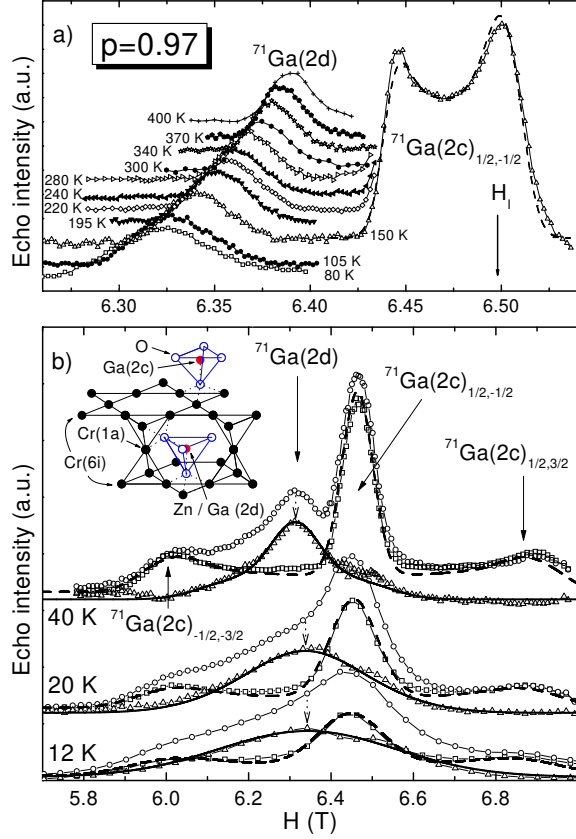 a)
p=0.97
⁷¹Ga(2d)
400 K
370 K
340 K
300 K
280 K
240 K
220 K
195 K
150 K
105 K
80 K
⁷¹Ga(2c)₁/₂,₋₁/₂
H_I
Echo intensity (a.u.)
6.30 6.35 6.40 6.45 6.50
b)
O
Ga(2c)
Cr(1a)
Cr(6i)
Zn / Ga (2d)
⁷¹Ga(2d)
⁷¹Ga(2c)₁/₂,₋₁/₂
⁷¹Ga(2c)₁/₂,₃/₂
⁷¹Ga(2c)₋₁/₂,₋₃/₂
40 K
20 K
12 K
Echo intensity (a.u.)
5.8 6.0 6.2 6.4 6.6 6.8
H (T)